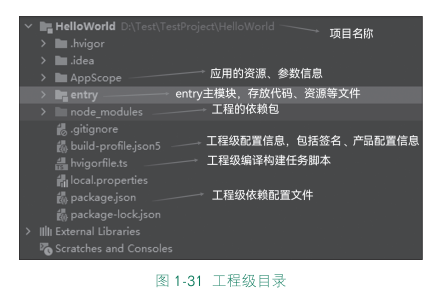 HelloWorld D:\Test\TestProject\HelloWorld 项目名称
.hvigor
.idea
AppScope 应用的资源、参数信息
entry entry主模块，存放代码、资源等文件
node_modules 工程的依赖包
.gitignore
build-profile.json5 工程级配置信息，包括签名、产品配置信息
hvigorfile.ts 工程级编译构建任务脚本
local.properties
package.json 工程级依赖配置文件
package-lock.json
External Libraries
Scratches and Consoles
图 1-31 工程级目录